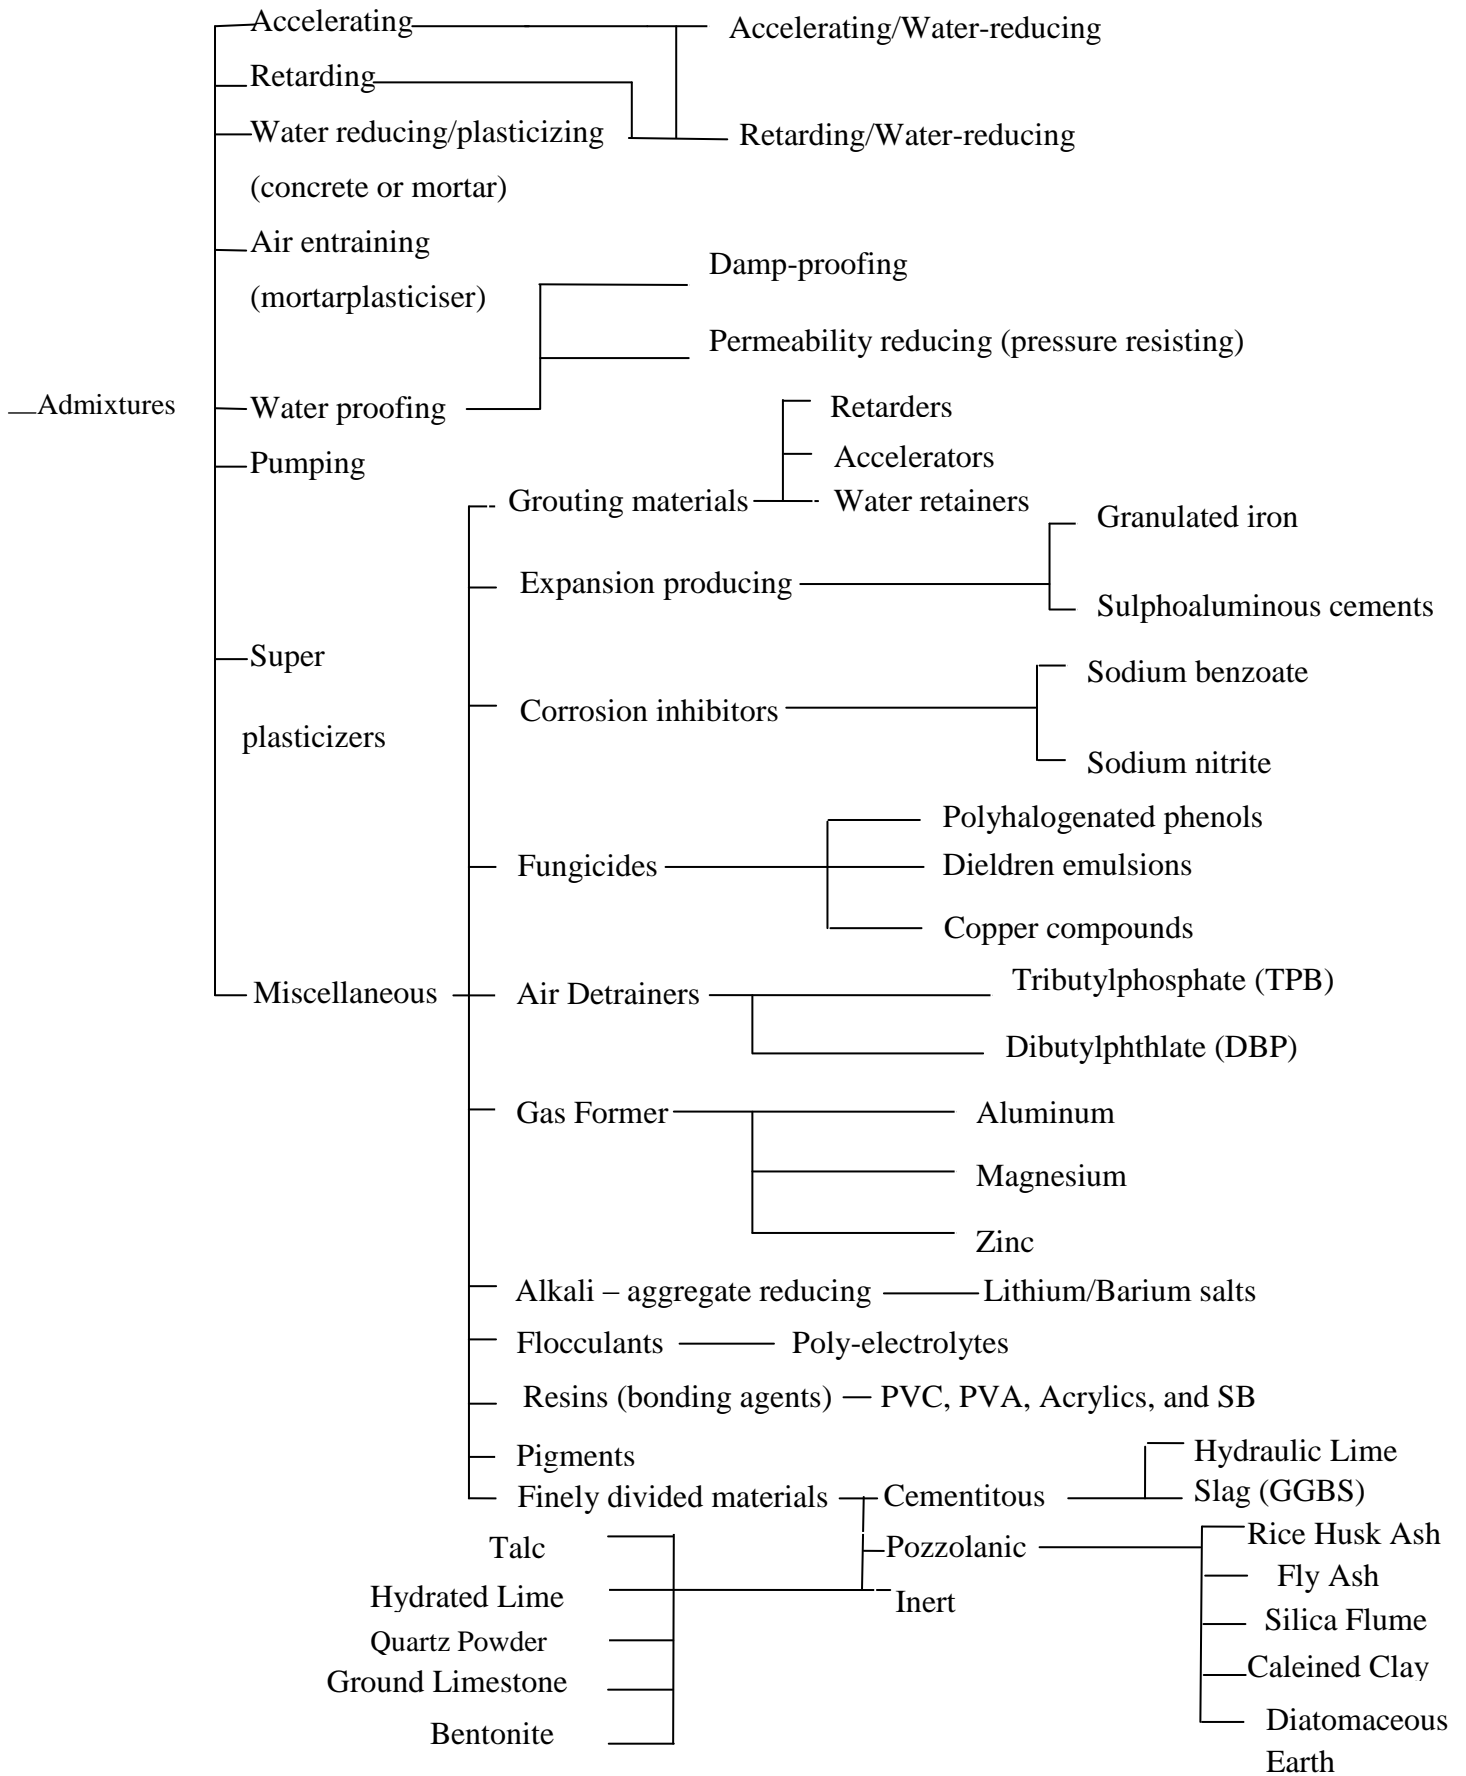 Accelerating
Accelerating/Water-reducing
Retarding
Water reducing/plasticizing
Retarding/Water-reducing
(concrete or mortar)
Air entraining
Damp-proofing
(mortarplasticiser)
Permeability reducing (pressure resisting)
Admixtures
Water proofing
Retarders
Pumping
Accelerators
Grouting materials
Water retainers
Granulated iron
Expansion producing
Sulphoaluminous cements
Super
Sodium benzoate
Corrosion inhibitors
plasticizers
Sodium nitrite
Polyhalogenated phenols
Fungicides
Dieldren emulsions
Copper compounds
Miscellaneous
Air Detrainers
Tributylphosphate (TPB)
Dibutylphthlate (DBP)
Gas Former
Aluminum
Magnesium
Zinc
Alkali – aggregate reducing
Lithium/Barium salts
Flocculants
Poly-electrolytes
Resins (bonding agents)
PVC, PVA, Acrylics, and SB
Pigments
Hydraulic Lime
Finely divided materials
Cementitous
Slag (GGBS)
Talc
Pozzolanic
Rice Husk Ash
Hydrated Lime
Inert
Fly Ash
Quartz Powder
Silica Flume
Ground Limestone
Caleined Clay
Bentonite
Diatomaceous
Earth